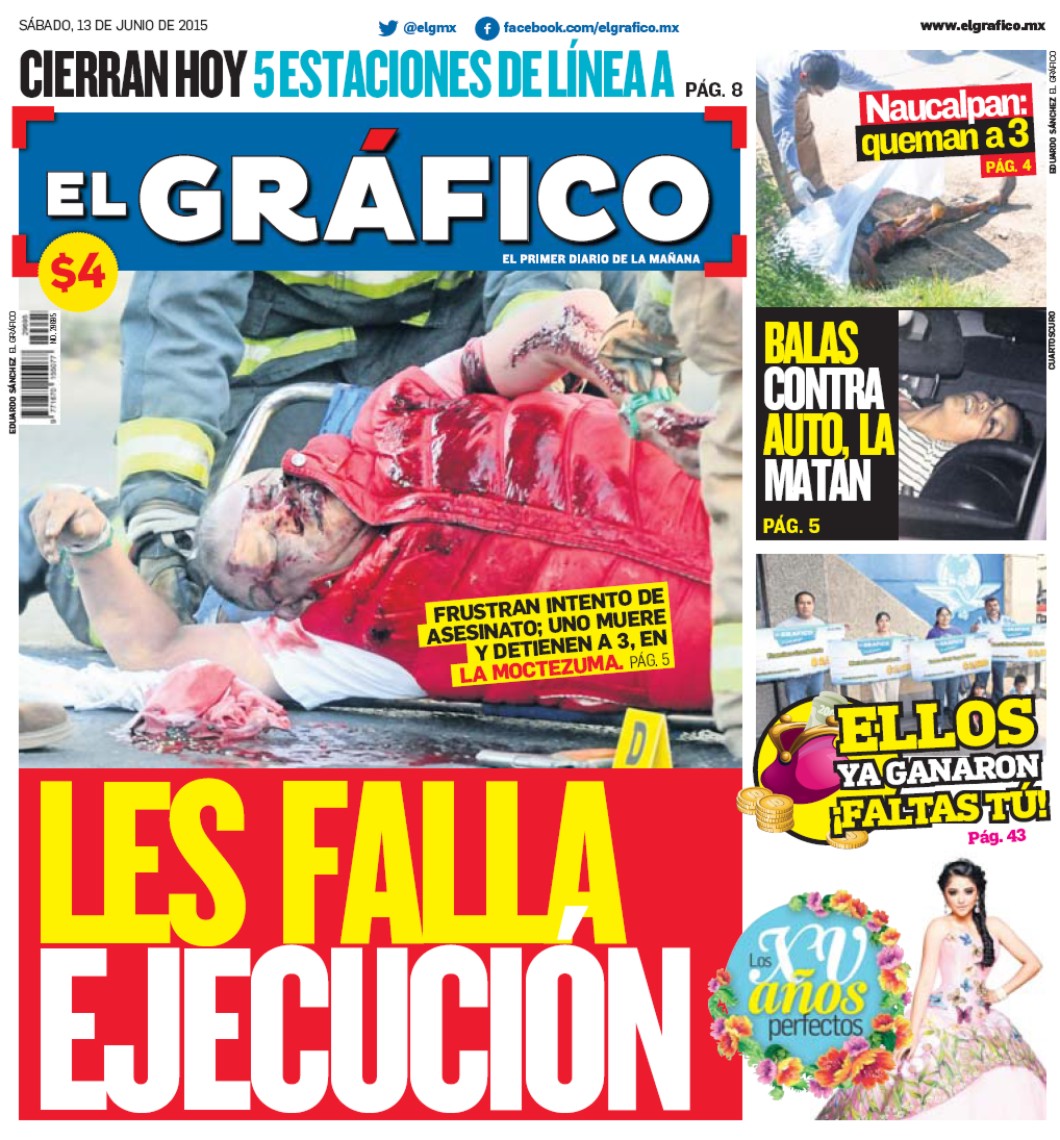 SÁBADO, 13 DE JUNIO DE 2015
@elgmx
facebook.com/elgrafico.mx
www.elgrafico.mx
CIERRAN HOY 5 ESTACIONES DE LÍNEA A PÁG. 8
EL GRÁFICO
EL PRIMER DIARIO DE LA MAÑANA
$4
EDUARDO SÁNCHEZ EL GRÁFICO
NO. 29695
FRUSTRAN INTENTO DE
ASESINATO; UNO MUERE
Y DETIENEN A 3, EN
LA MOCTEZUMA. PÁG. 5
D
LES FALLA
EJECUCIÓN
Naucalpan:
queman a 3
PÁG. 4
EDUARDO SÁNCHEZ EL GRÁFICO
BALAS
CONTRA
AUTO, LA
MATAN
PÁG. 5
CUARTOSCURO
ELLOS
YA GANARON
¡FALTAS TÚ!
Pág. 43
Los
XV
años
perfectos